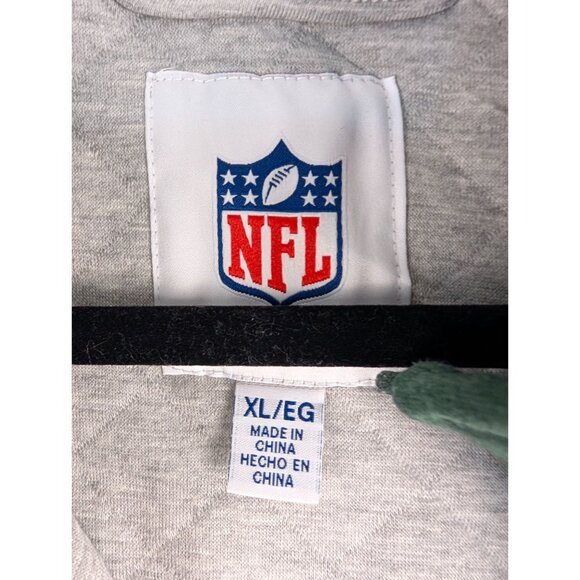 NFL
XL/EG
MADE IN
CHINA
HECHO EN
CHINA